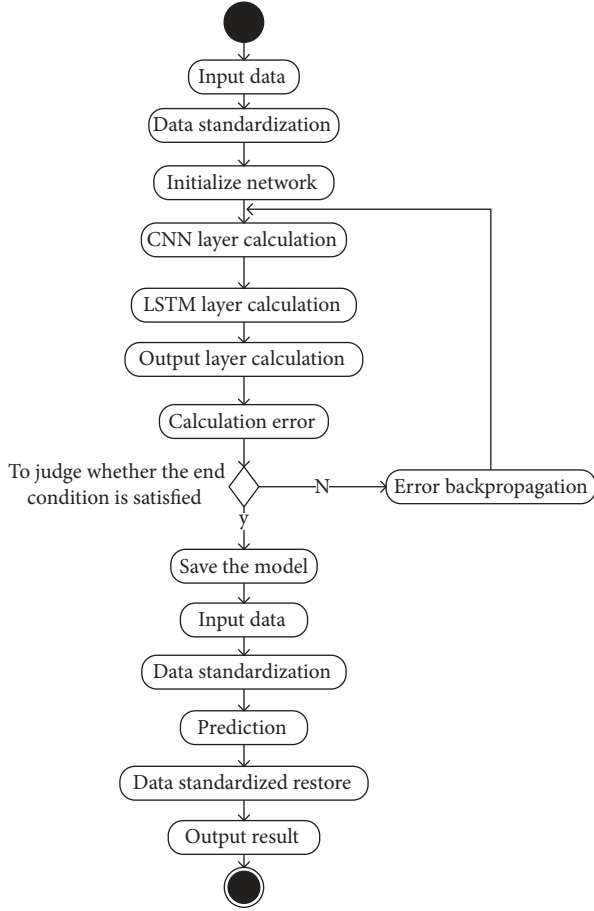 Input data
Data standardization
Initialize network
CNN layer calculation
LSTM layer calculation
Output layer calculation
Calculation error
To judge whether the end
condition is satisfied
N
Error backpropagation
y
Save the model
Input data
Data standardization
Prediction
Data standardized restore
Output result